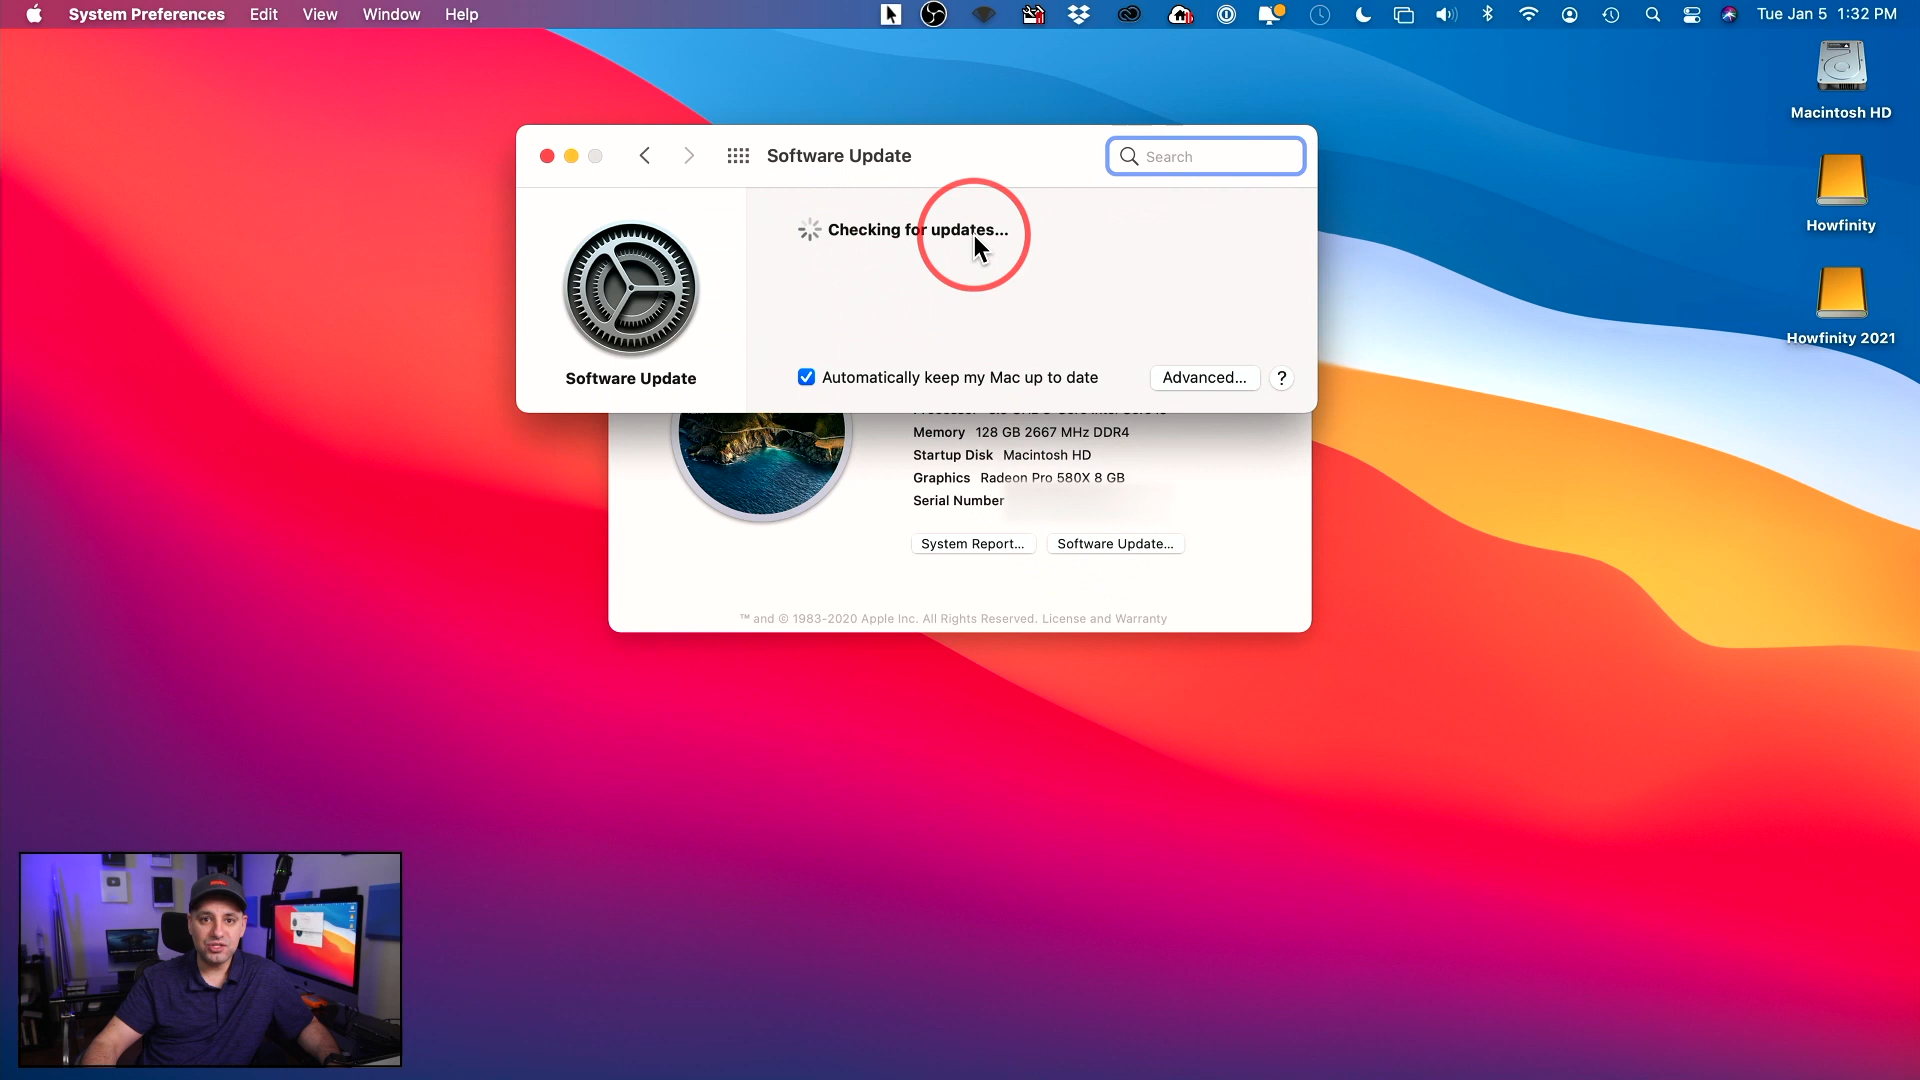 System Preferences Edit View Window Help Tue Jan 5 1:32 PM
Macintosh HD
Howfinity
Howfinity 2021
Software Update
Search
Checking for updates...
Software Update
Automatically keep my Mac up to date
Advanced...
?
Memory 128 GB 2667 MHz DDR4
Startup Disk Macintosh HD
Graphics Radeon Pro 580X 8 GB
Serial Number
System Report...
Software Update...
™ and © 1983-2020 Apple Inc. All Rights Reserved. License and Warranty